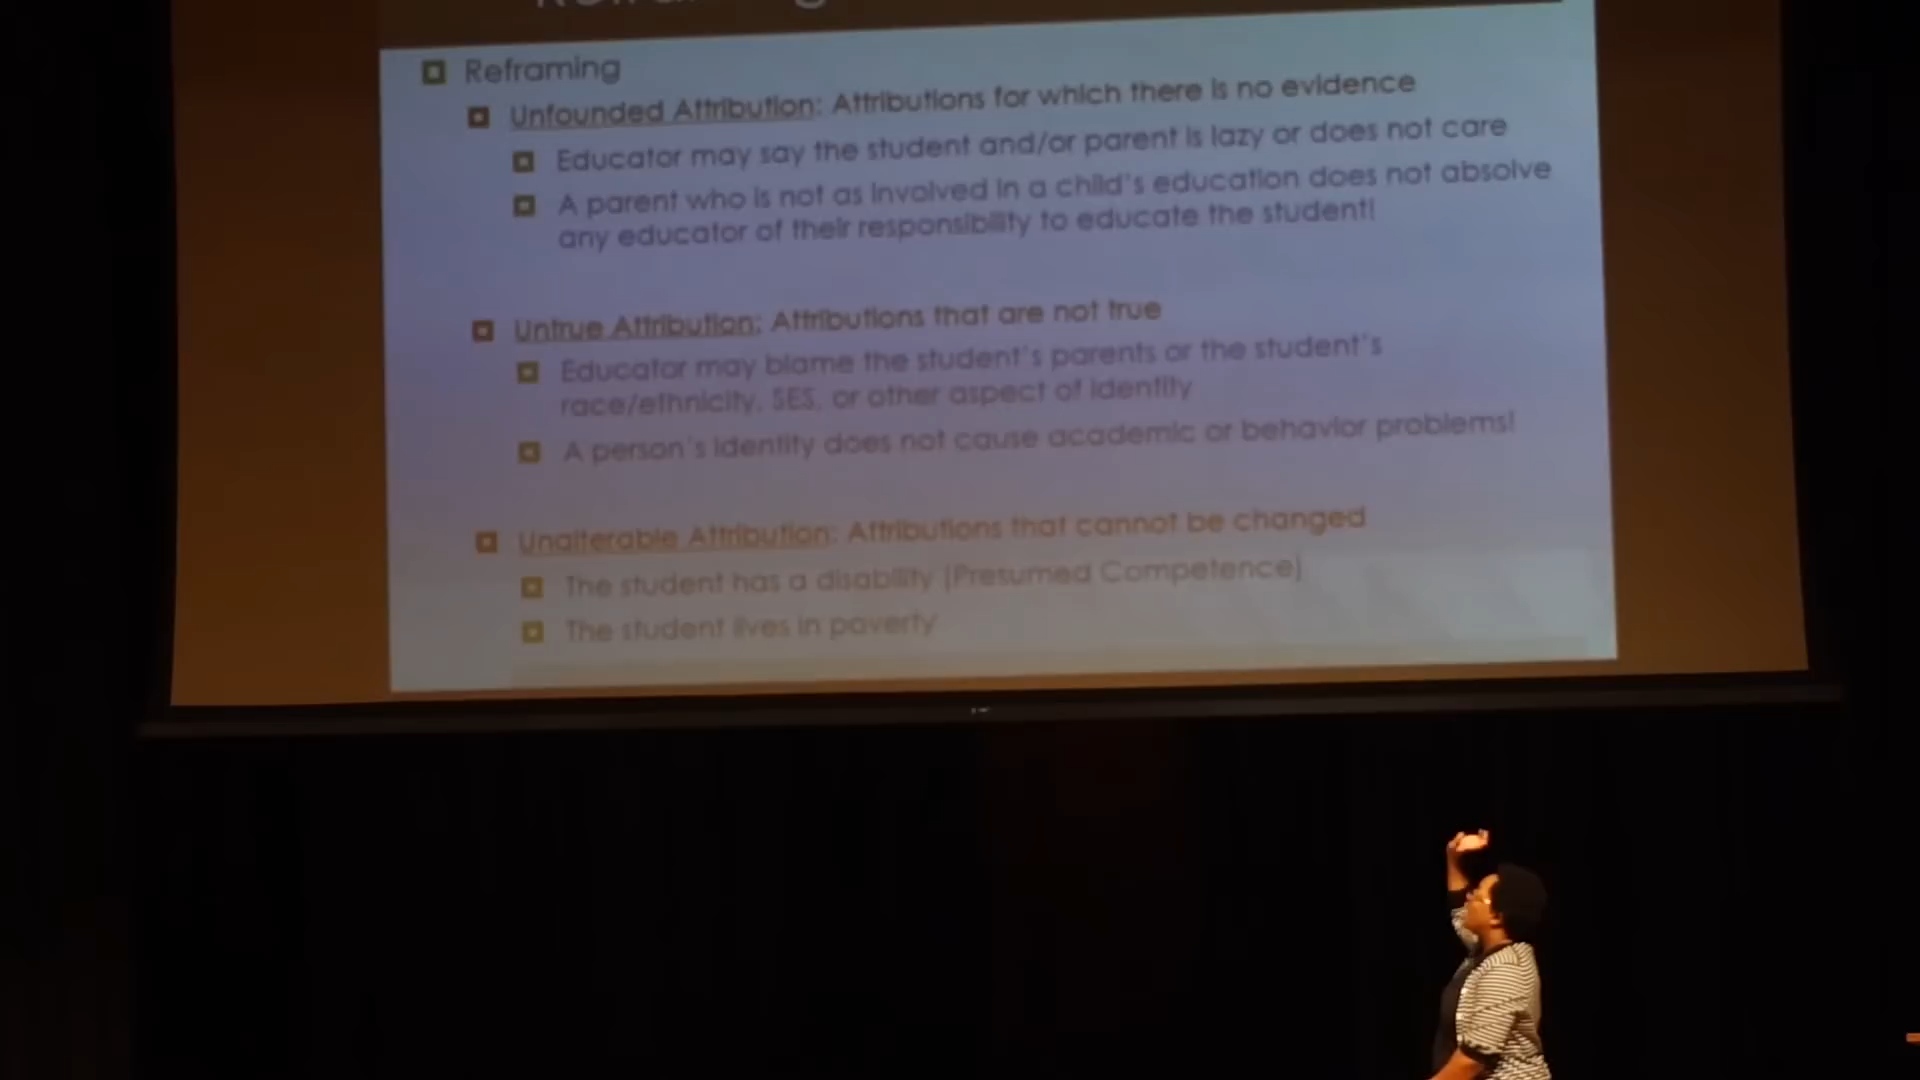 Reframing
Reframing
Unfounded Attribution: Attributions for which there is no evidence
Educator may say the student and/or parent is lazy or does not care
A parent who is not as involved in a child's education does not absolve
any educator of their responsibility to educate the student!
Untrue Attribution: Attributions that are not true
Educator may blame the student's parents or the student's
race/ethnicity, SES, or other aspect of identity
A person's identity does not cause academic or behavior problems!
Unalterable Attribution: Attributions that cannot be changed
The student has a disability (Presumed Competence)
The student lives in poverty